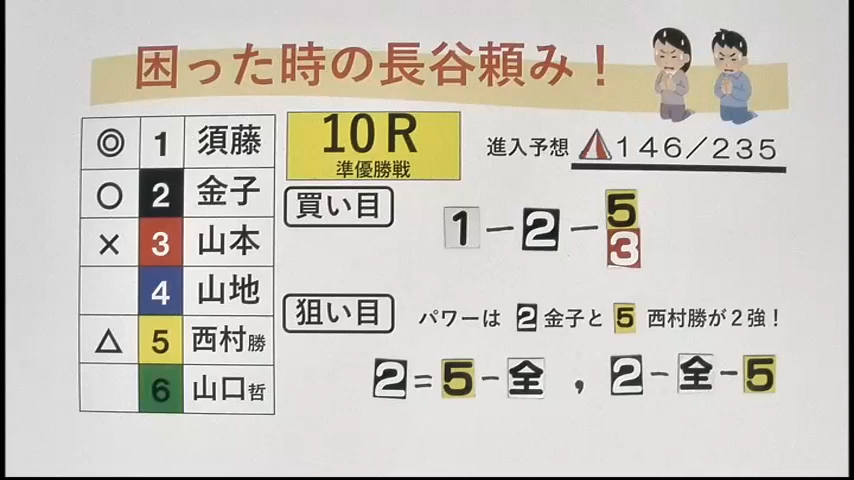 困った時の長谷頼み！
◎ 1 須藤
○ 2 金子
× 3 山本
4 山地
△ 5 西村勝
6 山口哲
10R
準優勝戦
進入予想 146／235
買い目
1－2－5
3
狙い目
パワーは 2 金子と 5 西村勝が２強！
2＝5－全 , 2－全－5